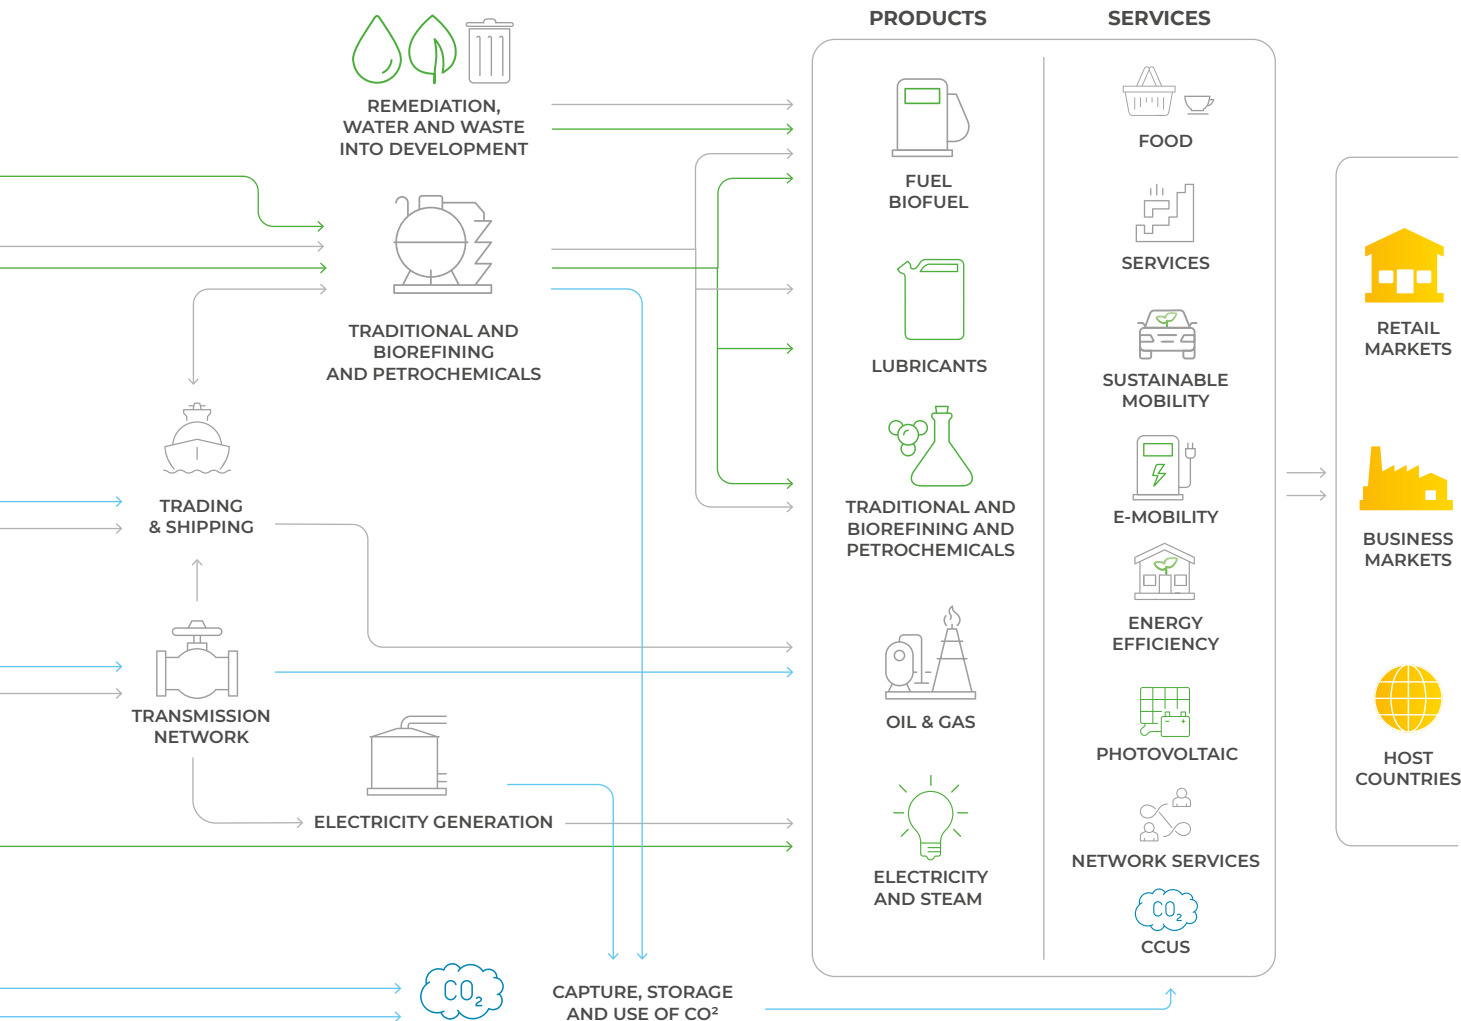 PRODUCTS
SERVICES
REMEDIATION,
WATER AND WASTE
INTO DEVELOPMENT
TRADITIONAL AND
BIOREFINING
AND PETROCHEMICALS
TRADING
& SHIPPING
TRANSMISSION
NETWORK
ELECTRICITY GENERATION
CO₂
CAPTURE, STORAGE
AND USE OF CO²
FUEL
BIOFUEL
LUBRICANTS
TRADITIONAL AND
BIOREFINING AND
PETROCHEMICALS
OIL & GAS
ELECTRICITY
AND STEAM
FOOD
SERVICES
SUSTAINABLE
MOBILITY
E-MOBILITY
ENERGY
EFFICIENCY
PHOTOVOLTAIC
NETWORK SERVICES
CO₂
CCUS
RETAIL
MARKETS
BUSINESS
MARKETS
HOST
COUNTRIES